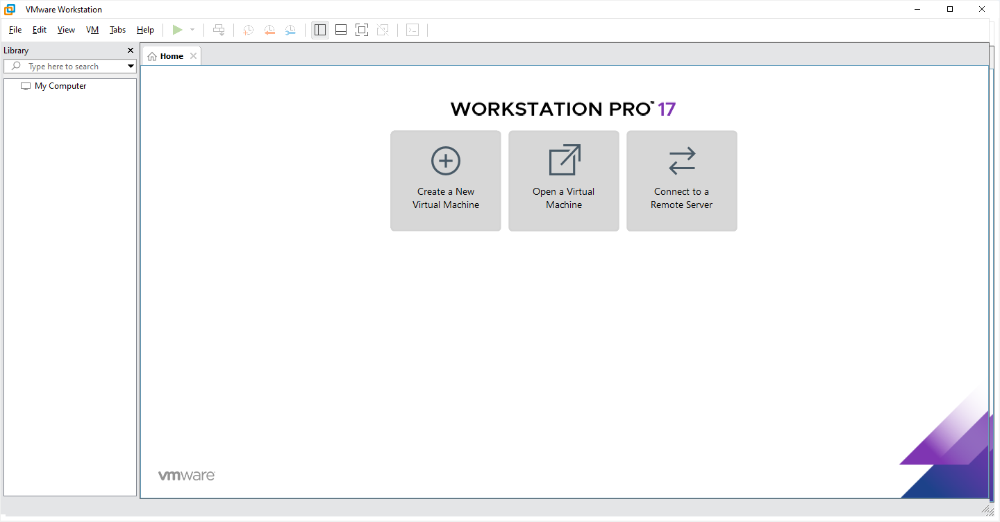 VMware Workstation
File Edit View VM Tabs Help
Library
Type here to search
My Computer
Home
WORKSTATION PRO™ 17
Create a New
Virtual Machine
Open a Virtual
Machine
Connect to a
Remote Server
vmware